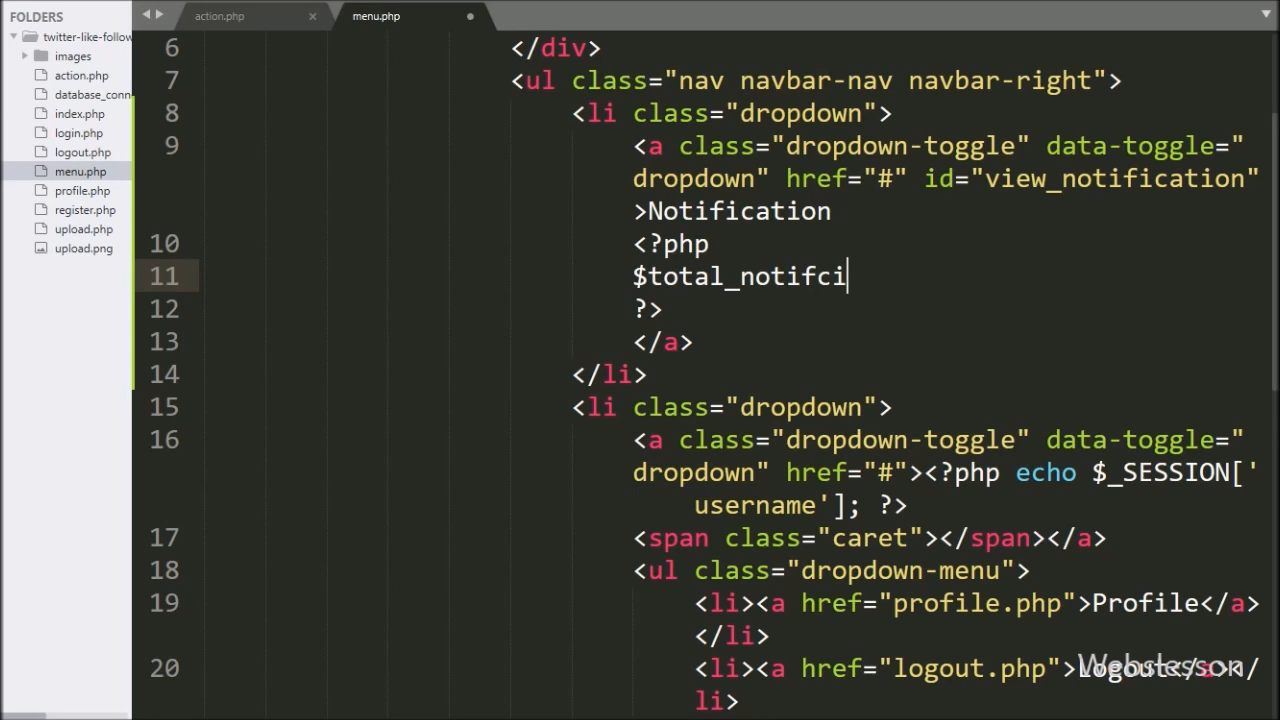 FOLDERS
twitter-like-follow
images
action.php
database_conn
index.php
login.php
logout.php
menu.php
profile.php
register.php
upload.php
upload.png
action.php × menu.php
6 </div>
7 <ul class="nav navbar-nav navbar-right">
8 <li class="dropdown">
9 <a class="dropdown-toggle" data-toggle="
dropdown" href="#" id="view_notification"
>Notification
10 <?php
11 $total_notifci
12 ?>
13 </a>
14 </li>
15 <li class="dropdown">
16 <a class="dropdown-toggle" data-toggle="
dropdown" href="#"><?php echo $_SESSION['
username']; ?>
17 <span class="caret"></span></a>
18 <ul class="dropdown-menu">
19 <li><a href="profile.php">Profile</a>
</li>
20 <li><a href="logout.php">Logout</a></
li>
Webslesson